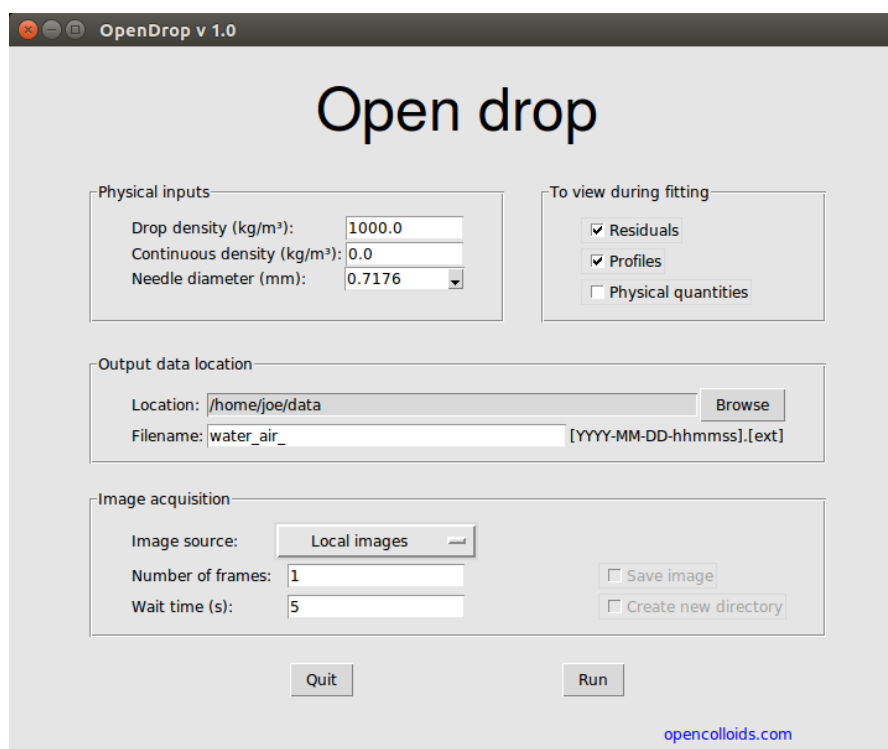 OpenDrop v 1.0
Open drop
Physical inputs
Drop density (kg/m³): 1000.0
Continuous density (kg/m³): 0.0
Needle diameter (mm): 0.7176
To view during fitting
Residuals
Profiles
Physical quantities
Output data location
Location: /home/joe/data Browse
Filename: water_air_ [YYYY-MM-DD-hhmmss].[ext]
Image acquisition
Image source: Local images
Number of frames: 1 Save image
Wait time (s): 5 Create new directory
Quit Run
opencolloids.com